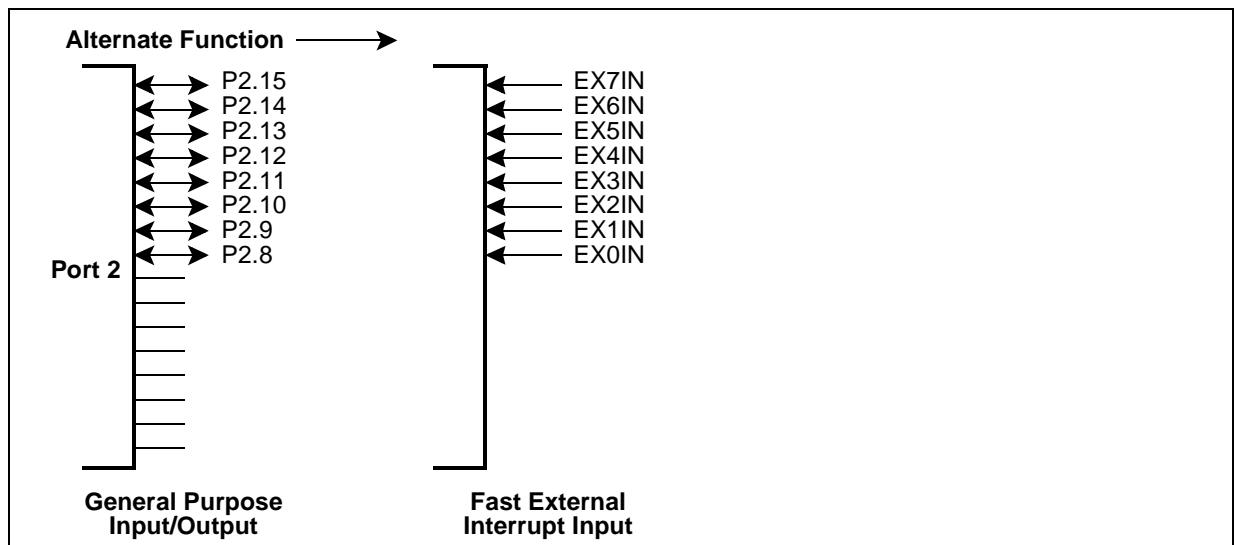 Alternate Function
P2.15 EX7IN
P2.14 EX6IN
P2.13 EX5IN
P2.12 EX4IN
P2.11 EX3IN
P2.10 EX2IN
P2.9 EX1IN
P2.8 EX0IN
Port 2
General Purpose
Input/Output
Fast External
Interrupt Input